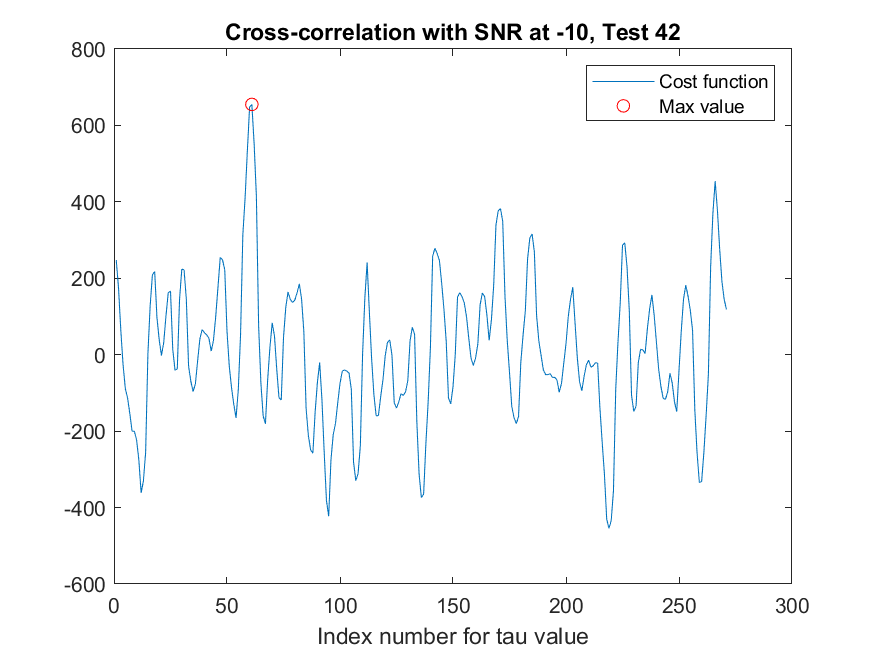 Cross-correlation with SNR at -10, Test 42
800
600
400
200
0
-200
-400
-600
0 50 100 150 200 250 300
Index number for tau value
Cost function
Max value